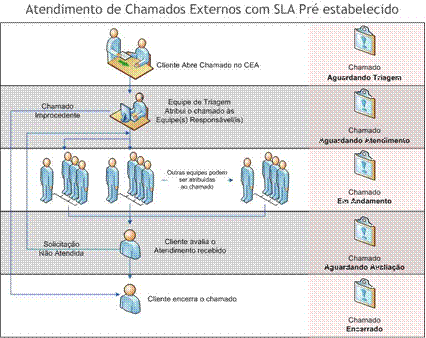 Atendimento de Chamados Externos com SLA Pré estabelecido
Cliente Abre Chamado no CEA
Chamado
Aguardando Triagem
Chamado
Improcedente
Equipe de Triagem
Atribui o chamado às
Equipe(s) Responsável(is)
Chamado
Aguardando Atendimento
Outras equipes podem
ser atribuídas
ao chamado
Chamado
Em Andamento
Solicitação
Não Atendida
Cliente avalia o
Atendimento recebido
Chamado
Aguardando Avaliação
Cliente encerra o chamado
Chamado
Encerrado